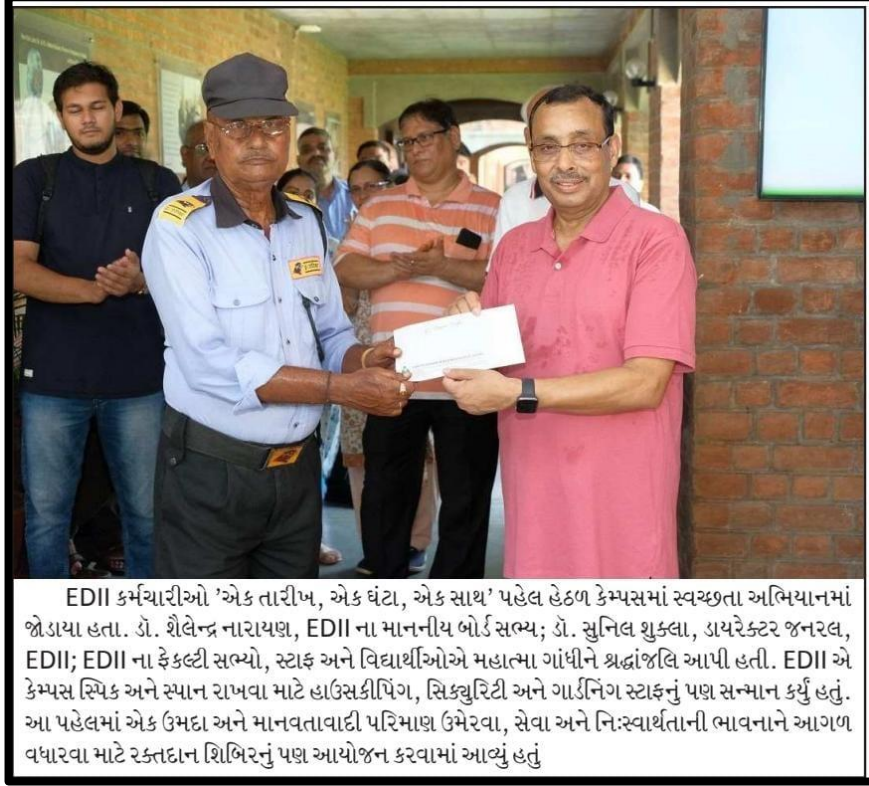 EDII કર્મચારીઓ ’એક તારીખ, એક ઘંટા, એક સાથ’ પહેલ હેઠળ કેમ્પસમાં સ્વચ્છતા અભિયાનમાં
જોડાયા હતા. ડૉ. શૈલેન્દ્ર નારાયણ, EDII ના માનનીય બોર્ડ સભ્ય; ડૉ. સુનિલ શુક્લા, ડાયરેક્ટર જનરલ,
EDII; EDII ના ફેકલ્ટી સભ્યો, સ્ટાફ અને વિદ્યાર્થીઓએ મહાત્મા ગાંધીને શ્રદ્ધાંજલિ આપી હતી. EDII એ
કેમ્પસ સ્પિક અને સ્પાન રાખવા માટે હાઉસકીપિંગ, સિક્યુરિટી અને ગાર્ડનિંગ સ્ટાફનું પણ સન્માન કર્યું હતું.
આ પહેલમાં એક ઉમદા અને માનવતાવાદી પરિમાણ ઉમેરવા, સેવા અને નિઃસ્વાર્થતાની ભાવનાને આગળ
વધારવા માટે રક્તદાન શિબિરનું પણ આયોજન કરવામાં આવ્યું હતું